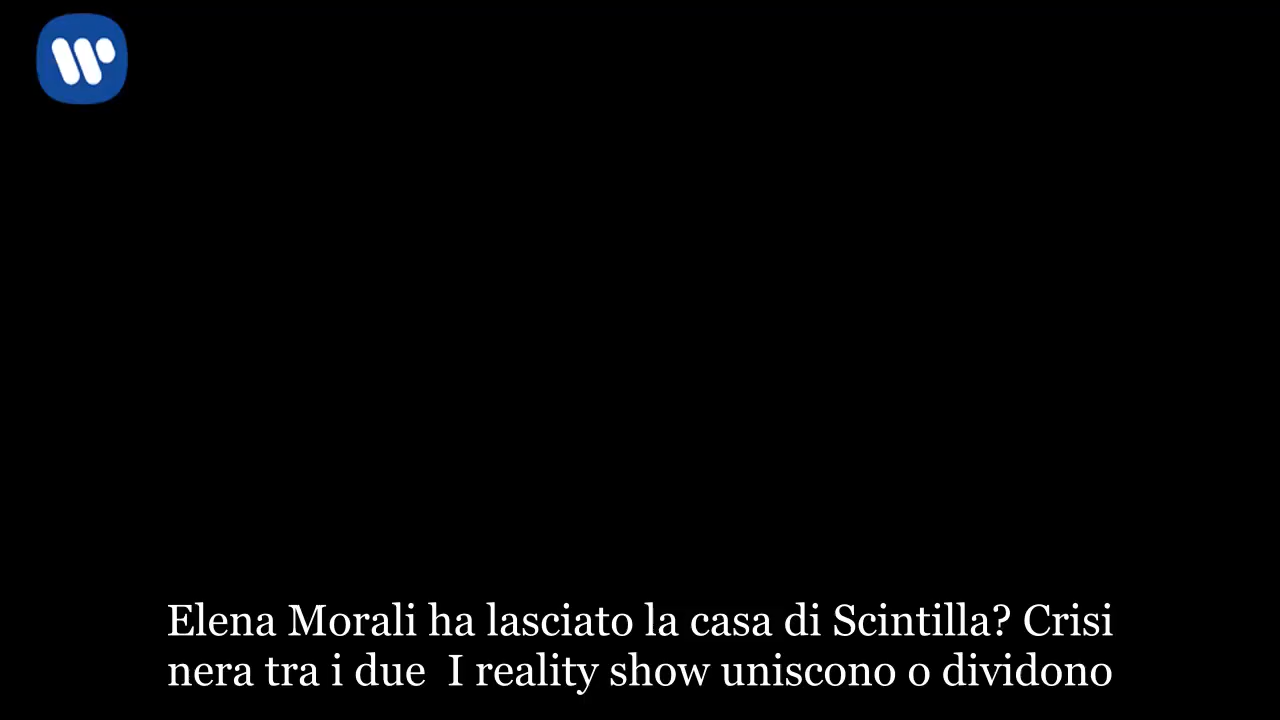 Elena Morali ha lasciato la casa di Scintilla? Crisi
nera tra i due  I reality show uniscono o dividono